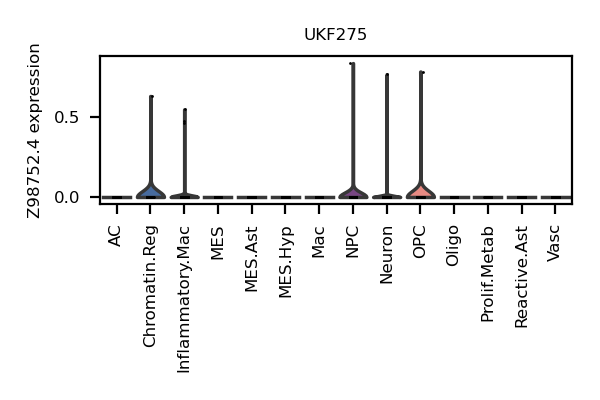 UKF275
Z98752.4 expression
0.5
0.0
AC
Chromatin.Reg
Inflammatory.Mac
MES
MES.Ast
MES.Hyp
Mac
NPC
Neuron
OPC
Oligo
Prolif.Metab
Reactive.Ast
Vasc